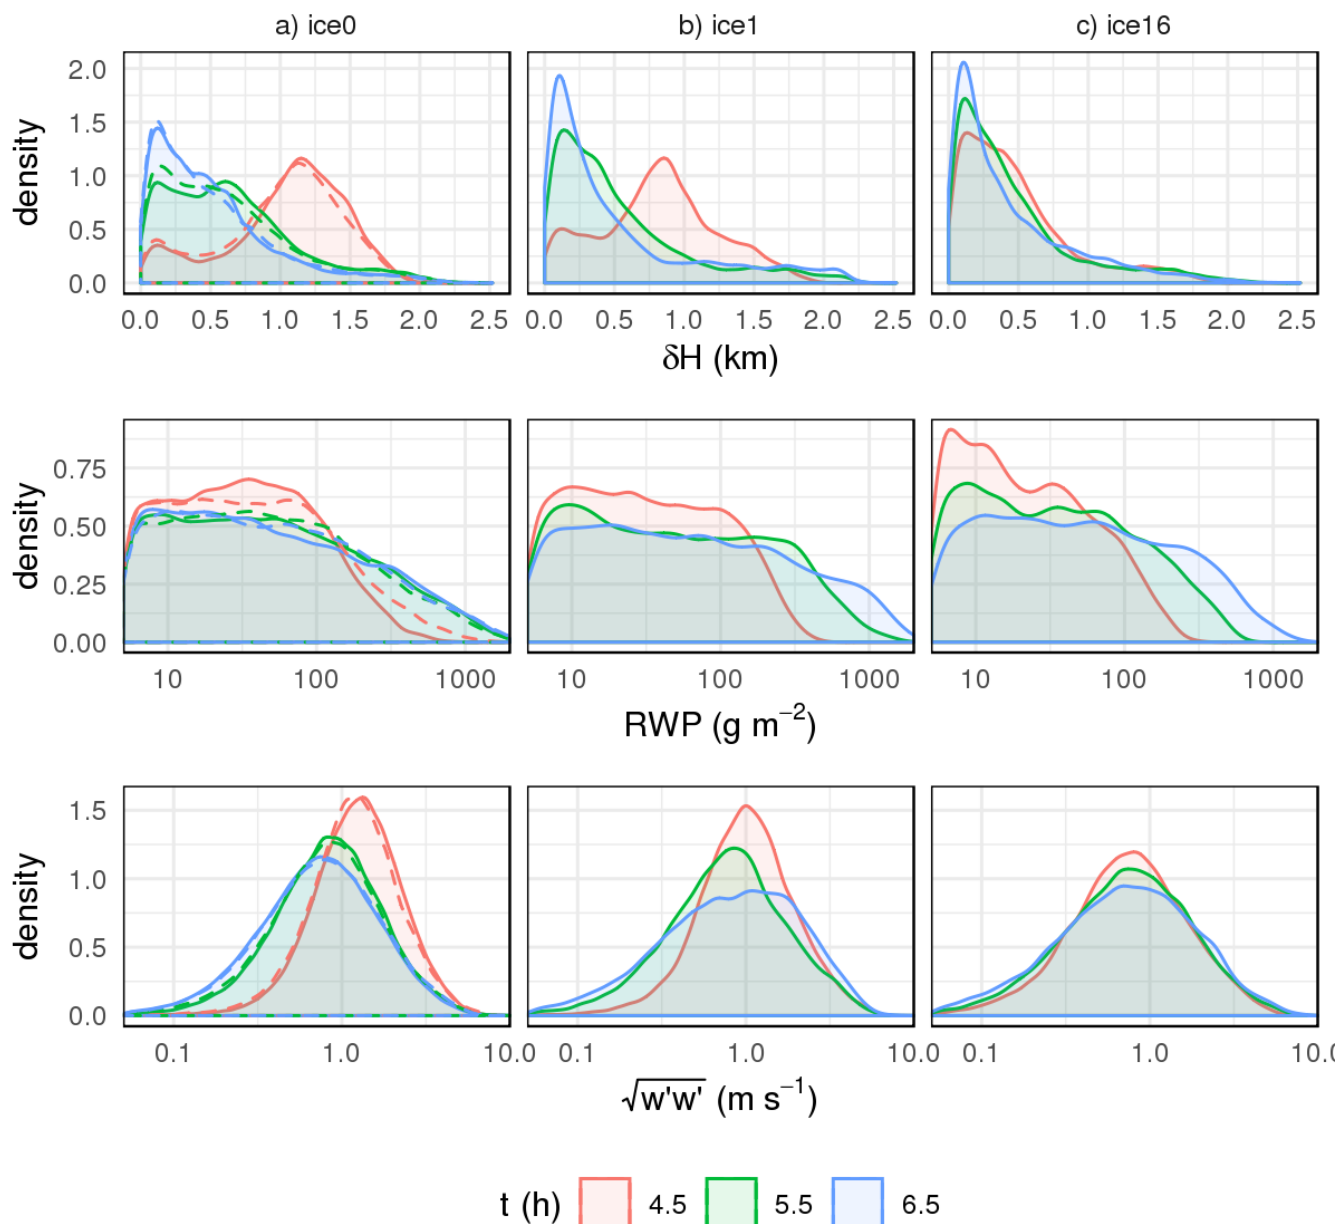 a) ice0 b) ice1 c) ice16
density
2.0
1.5
1.0
0.5
0.0
0.0 0.5 1.0 1.5 2.0 2.5 0.0 0.5 1.0 1.5 2.0 2.5 0.0 0.5 1.0 1.5 2.0 2.5
δH (km)
density
0.75
0.50
0.25
0.00
10 100 1000 10 100 1000 10 100 1000
RWP (g m⁻²)
density
1.5
1.0
0.5
0.0
0.1 1.0 10.0 0.1 1.0 10.0 0.1 1.0 10.0
√w'w' (m s⁻¹)
t (h) 4.5 5.5 6.5